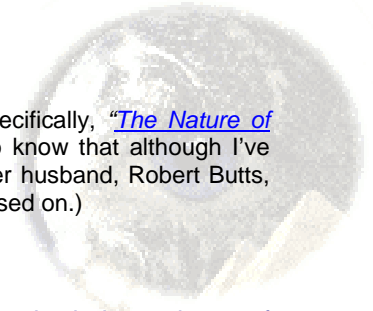 ecifically, "The Nature of
know that although I've
er husband, Robert Butts,
sed on.)